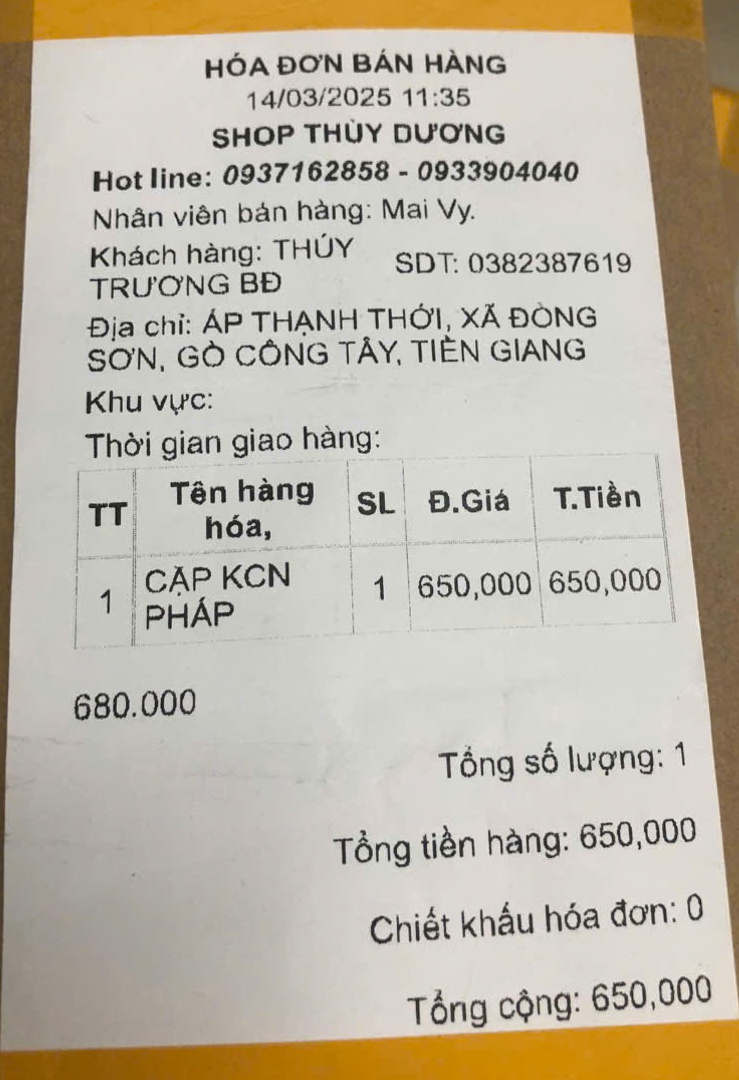 HÓA ĐƠN BÁN HÀNG
14/03/2025 11:35
SHOP THÙY DƯƠNG
Hot line: 0937162858 - 0933904040
Nhân viên bán hàng: Mai Vy.
Khách hàng: THÚY TRƯƠNG BĐ SDT: 0382387619
Địa chỉ: ÁP THẠNH THỚI, XÃ ĐỒNG
SƠN, GÒ CÔNG TÂY, TIỀN GIANG
Khu vực:
Thời gian giao hàng:
TT Tên hàng hóa, SL Đ.Giá T.Tiền
1 CẶP KCN PHÁP 1 650,000 650,000
680.000
Tổng số lượng: 1
Tổng tiền hàng: 650,000
Chiết khấu hóa đơn: 0
Tổng cộng: 650,000